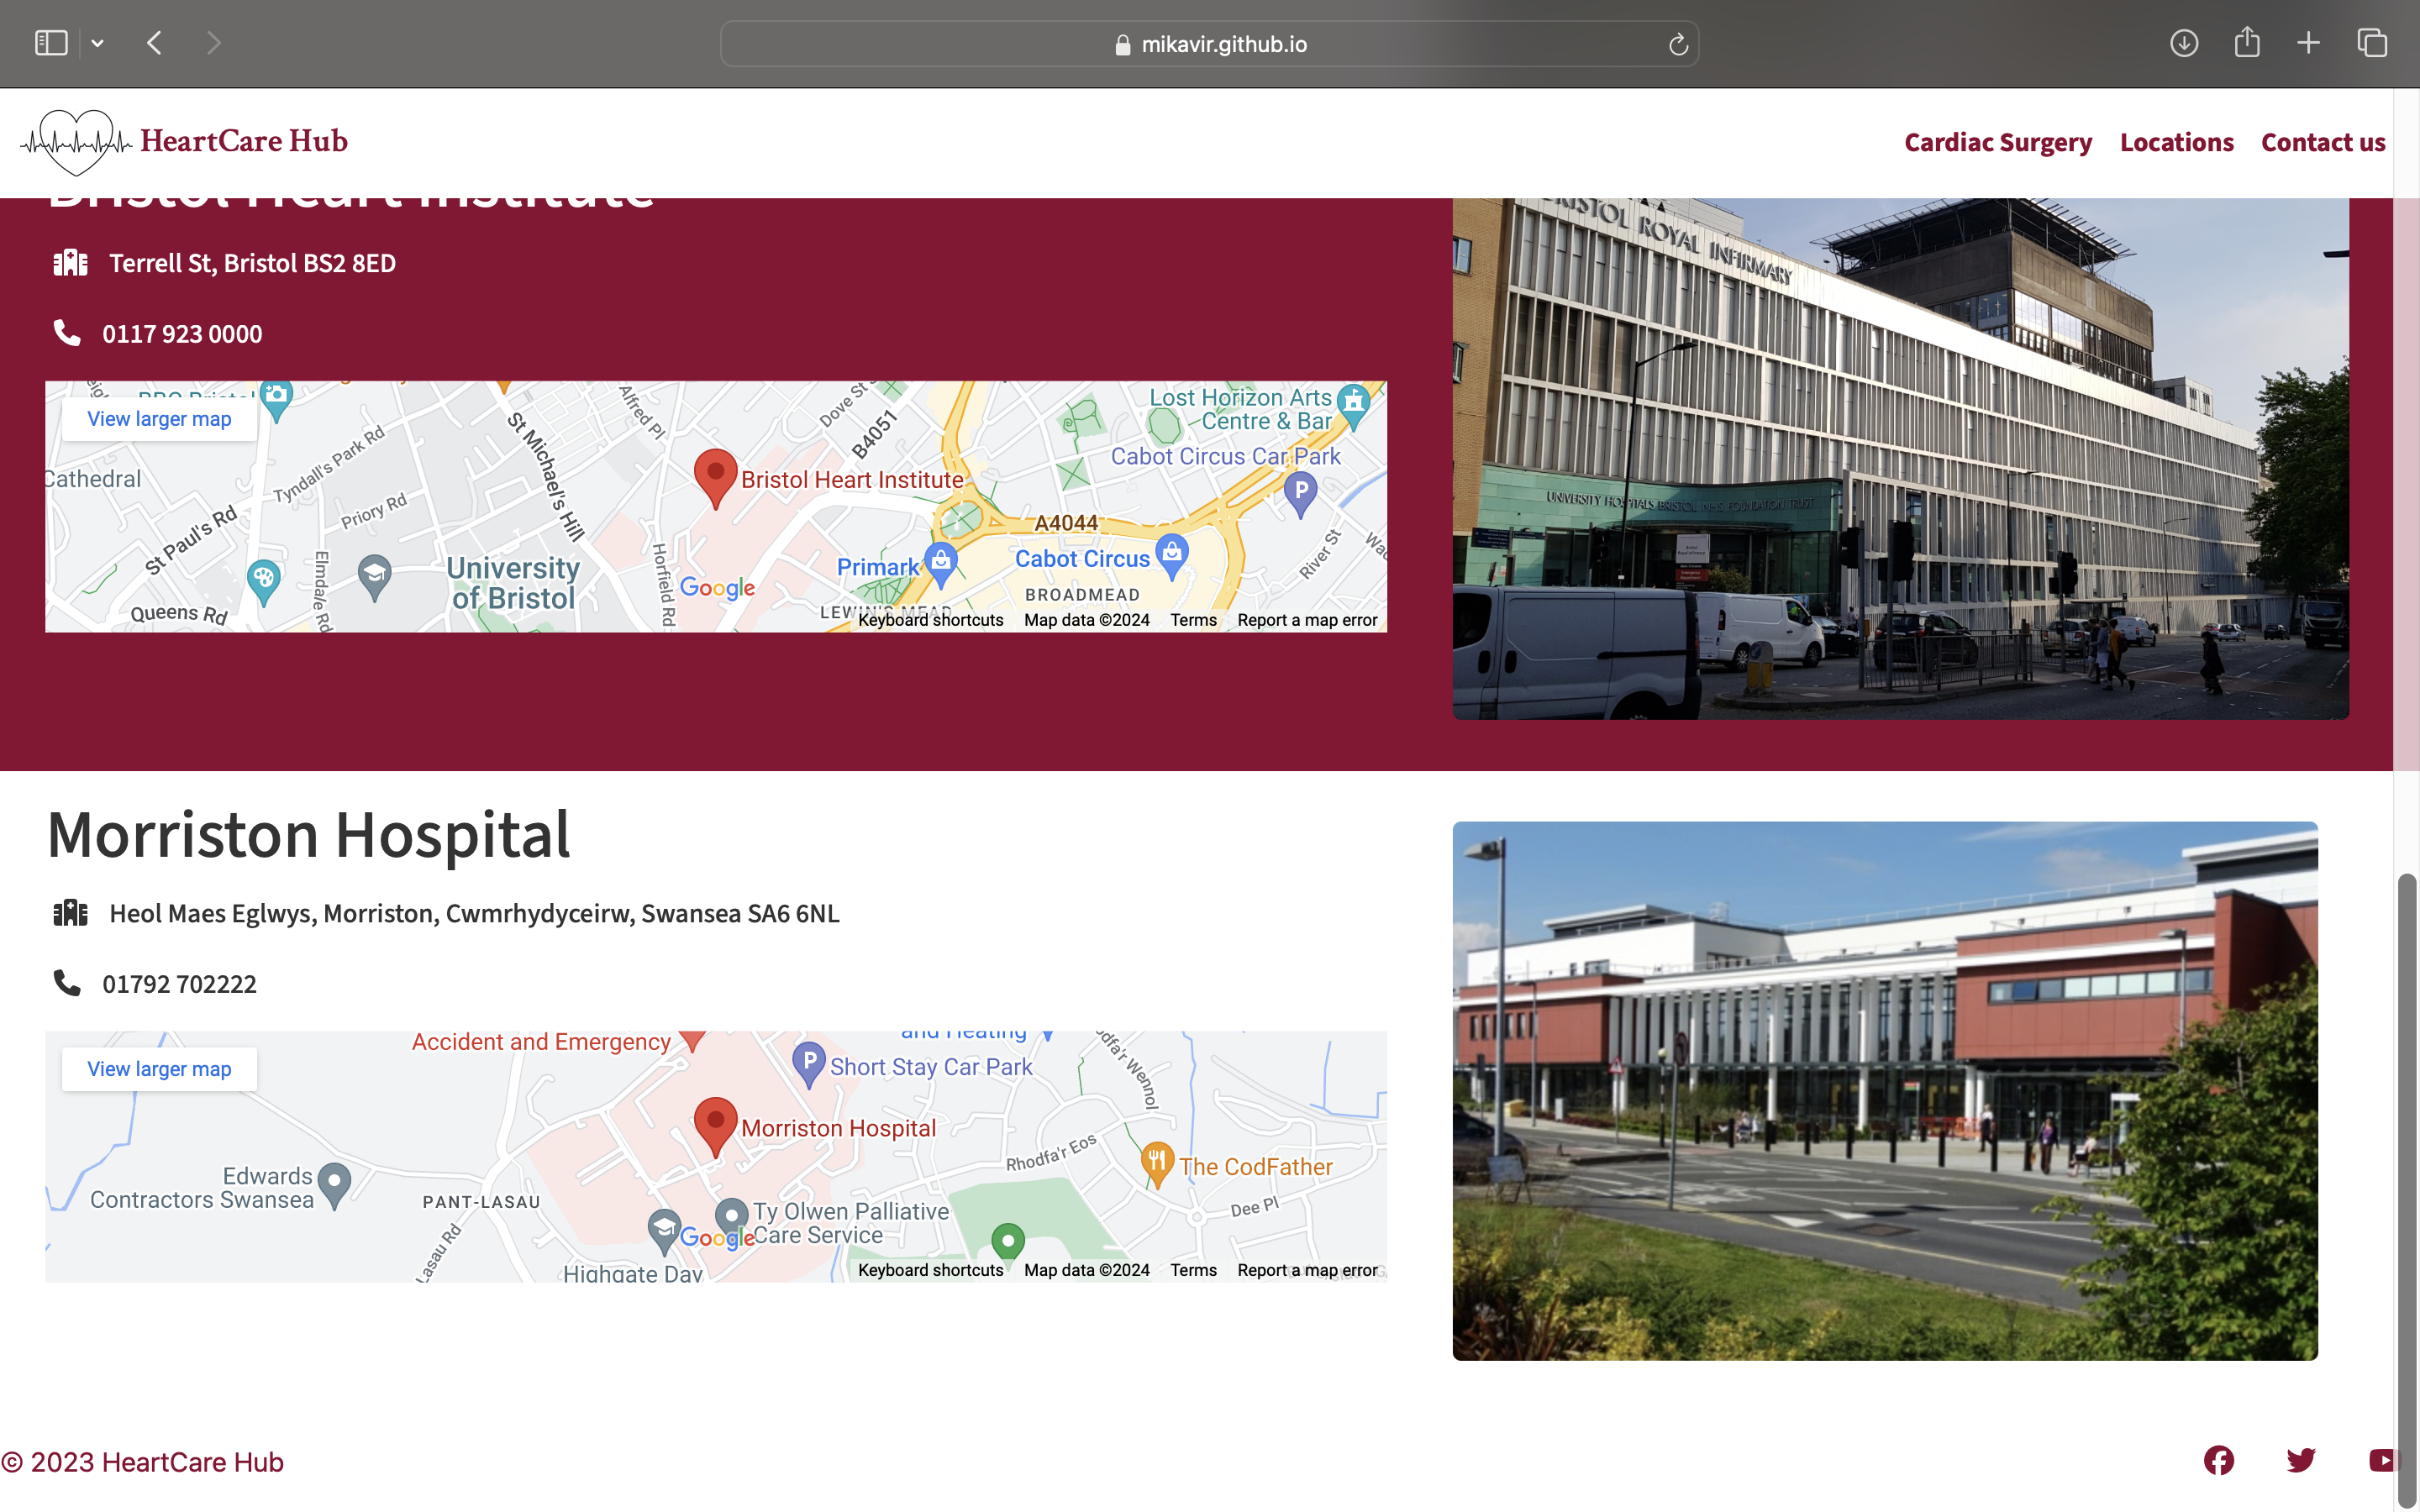 mikavir.github.io
HeartCare Hub
Cardiac Surgery
Locations
Contact us
Bristol Heart Institute
Terrell St, Bristol BS2 8ED
0117 923 0000
View larger map
Cathedral
Tyndall's Park Rd
St Paul's Rd
Priory Rd
Elmdale Rd
Queens Rd
St Michael's Hill
Alfred Pl
Dove St
B4051
Horfield Rd
University
of Bristol
Bristol Heart Institute
Google
Primark
LEWIN'S MEAD
A4044
Cabot Circus
BROADMEAD
Lost Horizon Arts
Centre & Bar
Cabot Circus Car Park
P
River St
Keyboard shortcuts
Map data ©2024
Terms
Report a map error
BRISTOL ROYAL INFIRMARY
UNIVERSITY HOSPITALS BRISTOL NHS FOUNDATION TRUST
Morriston Hospital
Heol Maes Eglwys, Morriston, Cwmrhydyceirw, Swansea SA6 6NL
01792 702222
View larger map
Accident and Emergency
and Heating
P
Short Stay Car Park
Morriston Hospital
Edwards
Contractors Swansea
PANT-LASAU
Lasau Rd
Rhodfa'r Eos
The CodFather
Dee Pl
Ty Olwen Palliative
Care Service
Google
Highgate Day
Keyboard shortcuts
Map data ©2024
Terms
Report a map error
© 2023 HeartCare Hub